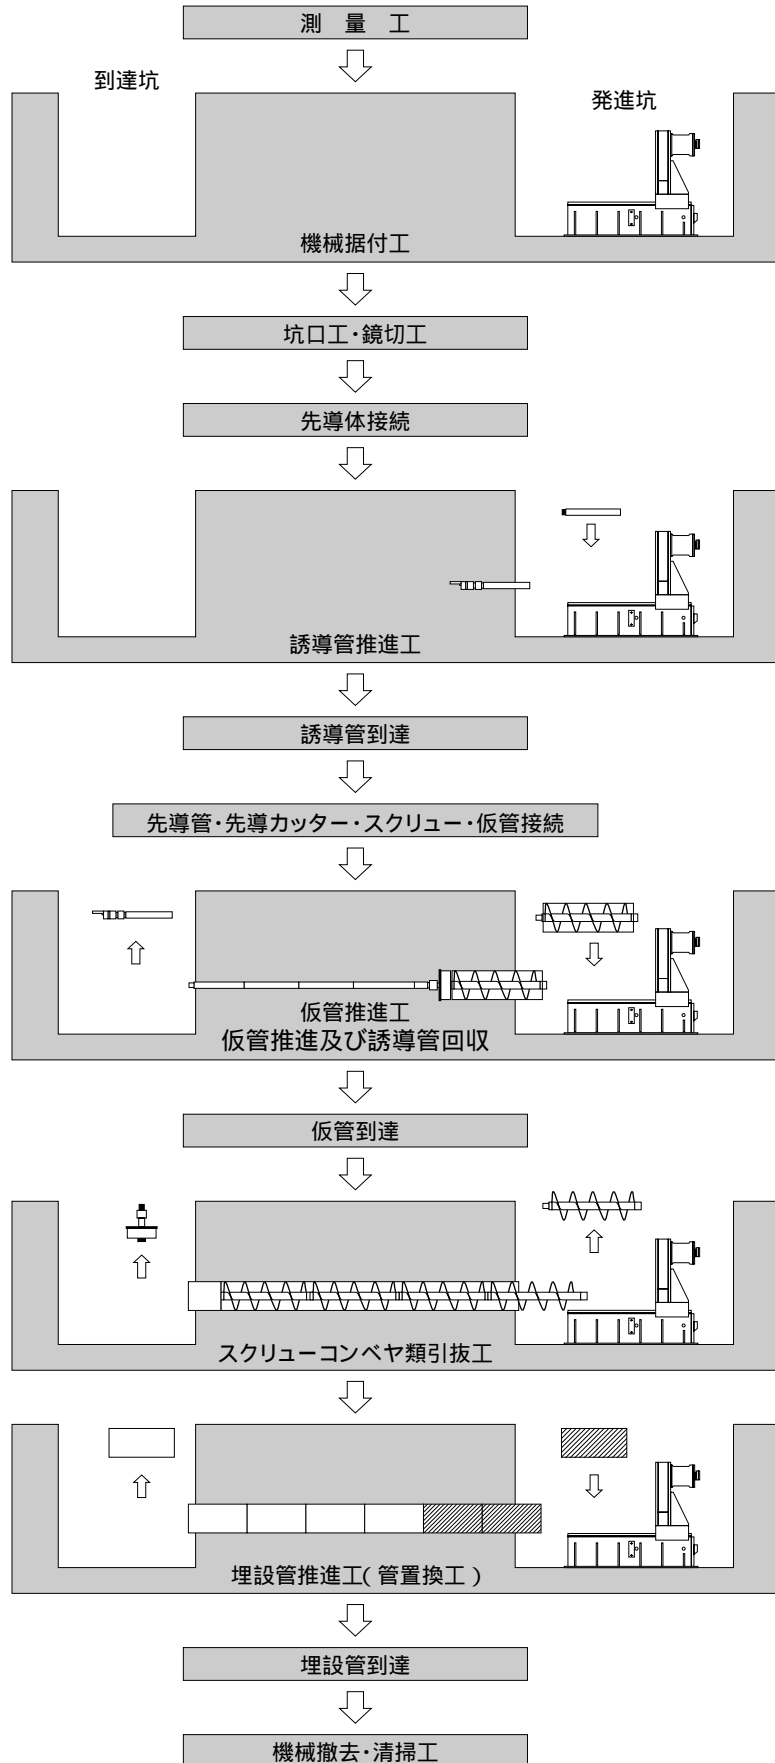 測 量 工
到達坑
発進坑
機械据付工
坑口工・鏡切工
先導体接続
誘導管推進工
誘導管到達
先導管・先導カッター・スクリュー・仮管接続
仮管推進工
仮管推進及び誘導管回収
仮管到達
スクリューコンベヤ類引抜工
埋設管推進工(管置換工)
埋設管到達
機械撤去・清掃工